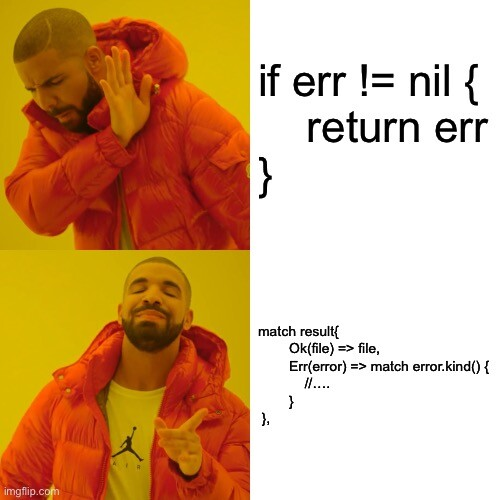 if err != nil {
return err
}
match result{
Ok(file) => file,
Err(error) => match error.kind() {
//....
}
},
imgflip.com